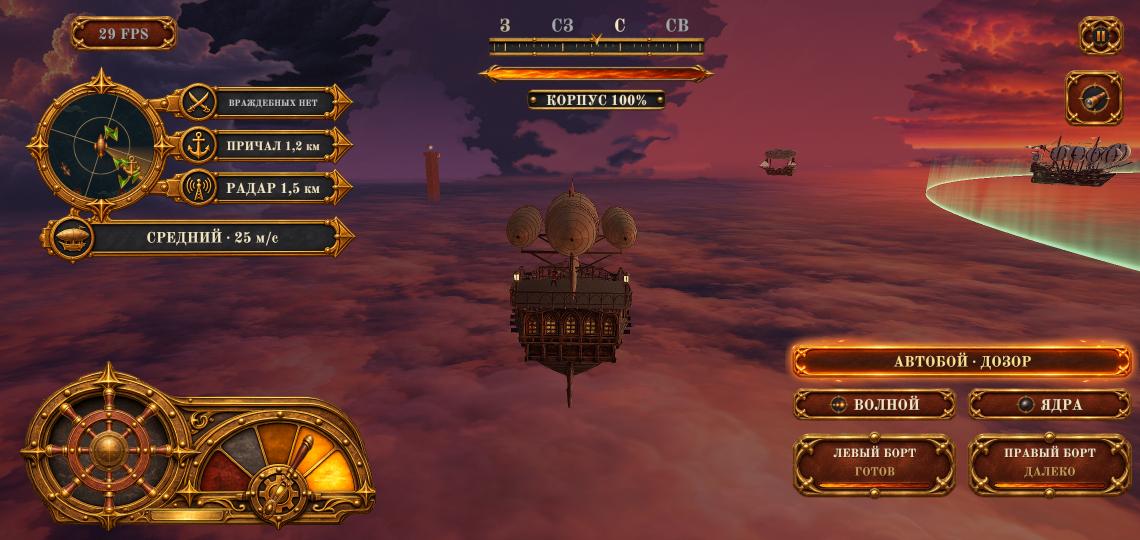 29 FPS
З СЗ С СВ
КОРПУС 100%
ВРАЖДЕБНЫХ НЕТ
ПРИЧАЛ 1,2 км
РАДАР 1,5 км
СРЕДНИЙ · 25 м/с
АВТОБОЙ · ДОЗОР
ВОЛНОЙ
ЯДРА
ЛЕВЫЙ БОРТ
ГОТОВ
ПРАВЫЙ БОРТ
ДАЛЕКО